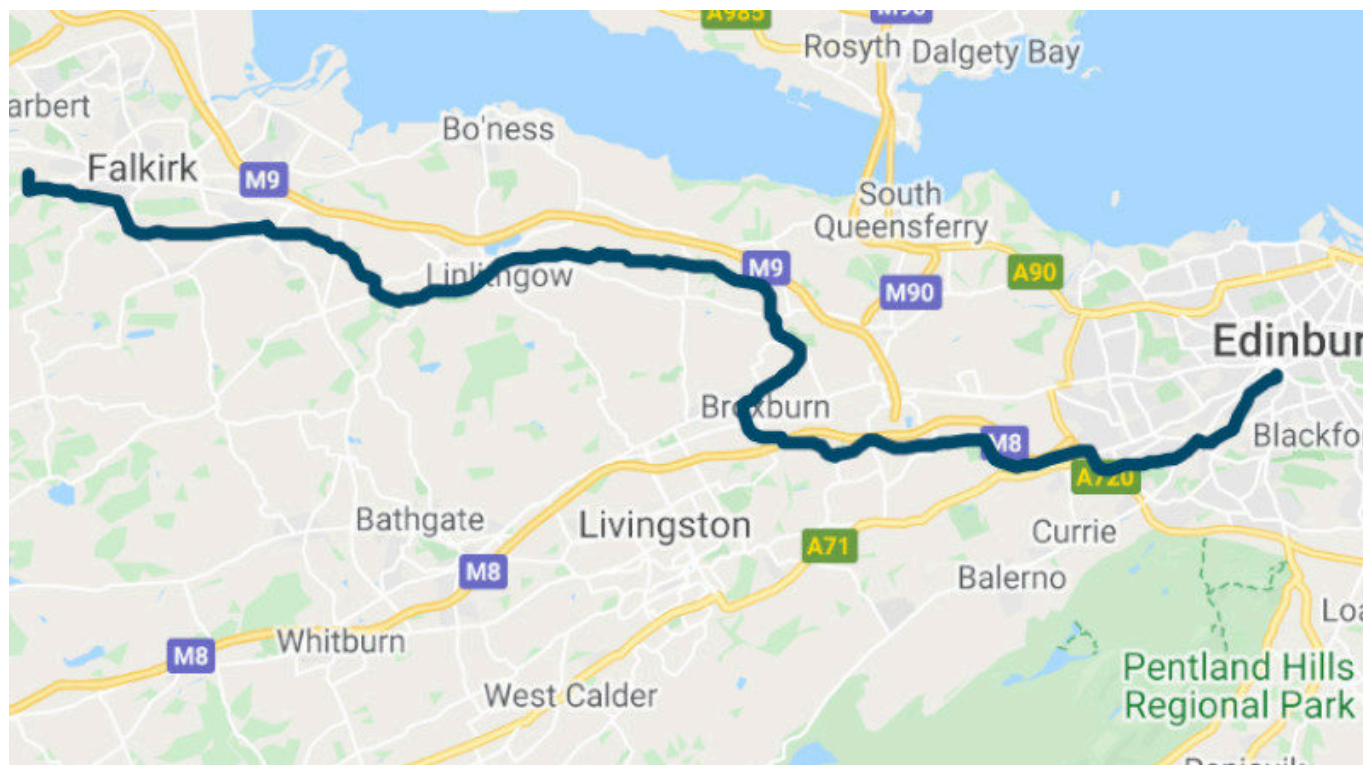 A985
M90
Rosyth
Dalgety Bay
arbert
Bo'ness
Falkirk
M9
South
Queensferry
Linlithgow
M9
A90
M90
Edinbur
Broxburn
M8
Blackfo
A720
Bathgate
Livingston
Currie
A71
M8
Balerno
Whitburn
Loa
M8
West Calder
Pentland Hills
Regional Park